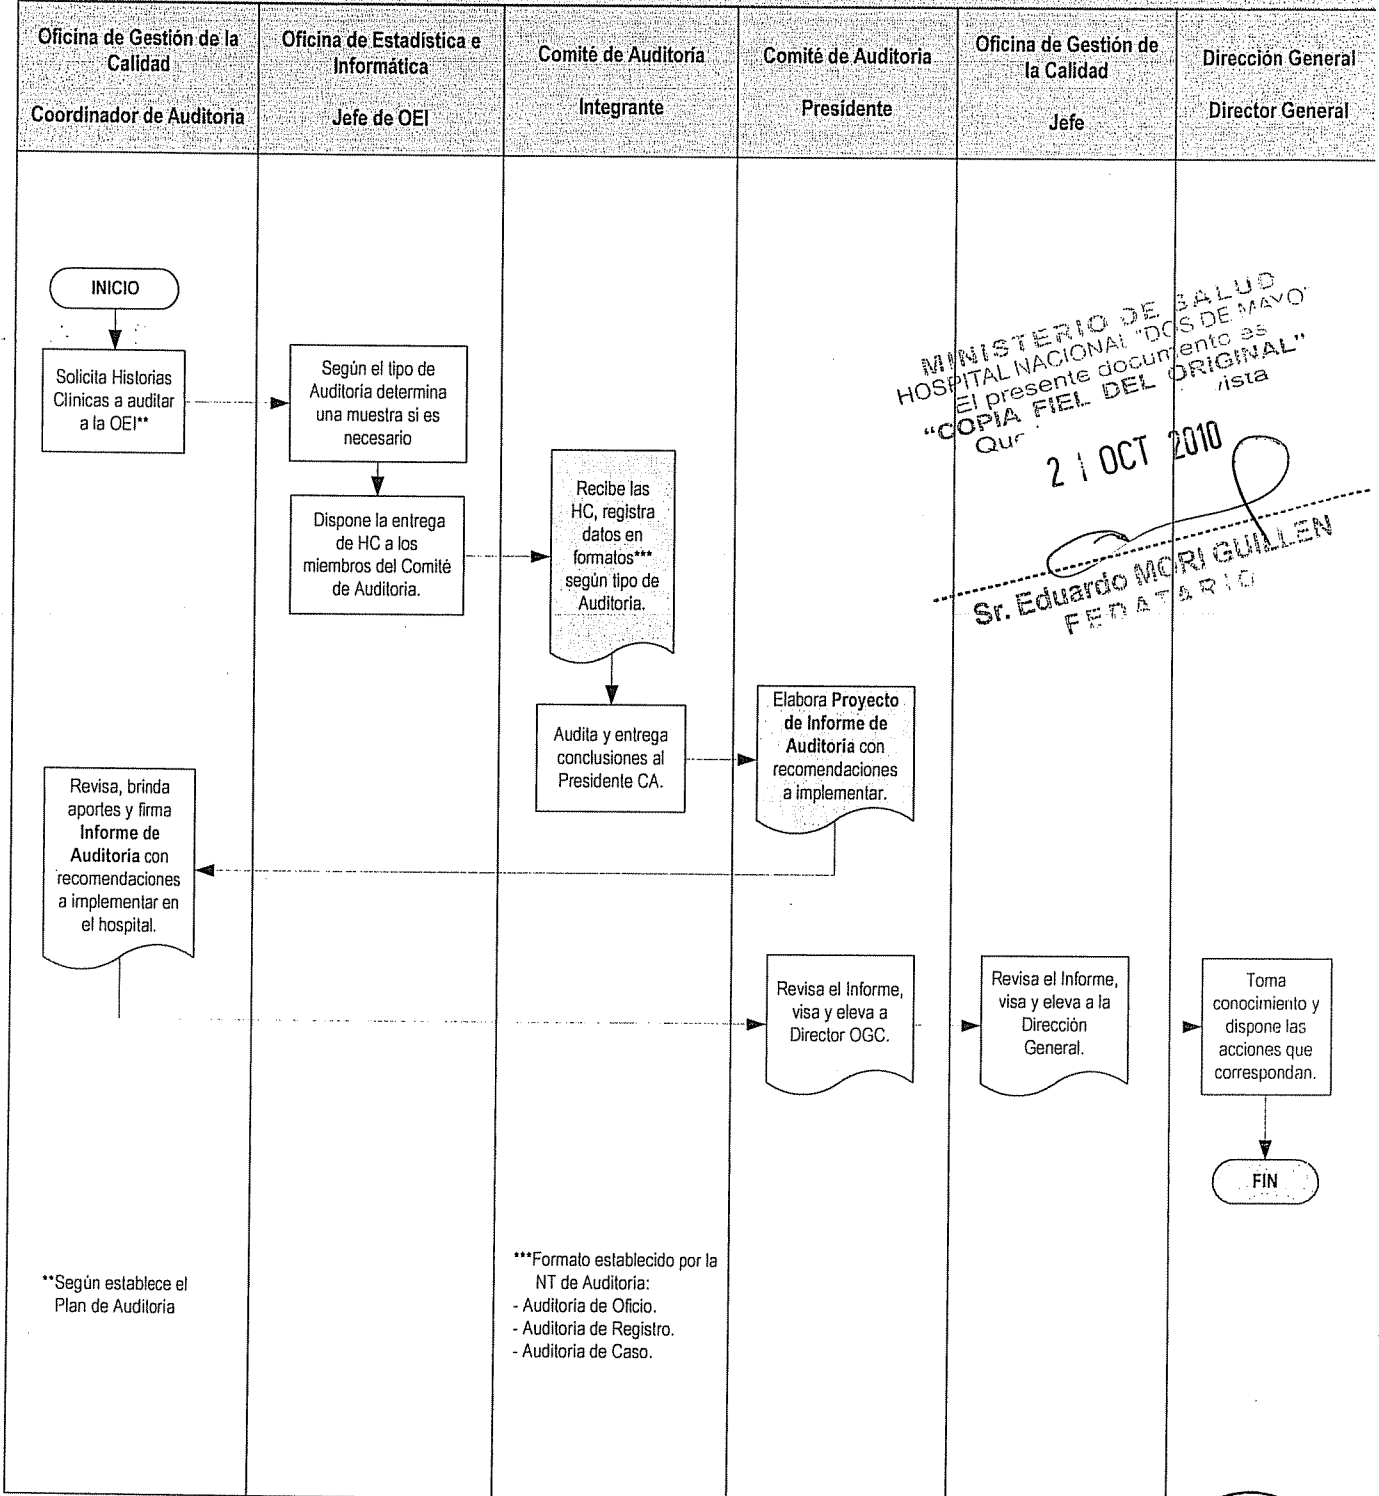 Oficina de Gestión de la
Calidad
Coordinador de Auditoria
Oficina de Estadística e
Informática
Jefe de OEI
Comité de Auditoría
Integrante
Comité de Auditoria
Presidente
Oficina de Gestión de
la Calidad
Jefe
Dirección General
Director General
INICIO
Solicita Historias
Clínicas a auditar
a la OEI**
Según el tipo de
Auditoria determina
una muestra si es
necesario
Dispone la entrega
de HC a los
miembros del Comité
de Auditoria.
Recibe las
HC, registra
datos en
formatos***
según tipo de
Auditoria.
Audita y entrega
conclusiones al
Presidente CA.
Elabora Proyecto
de Informe de
Auditoría con
recomendaciones
a implementar.
MINISTERIO DE SALUD
HOSPITAL NACIONAL "DOS DE MAYO"
El presente documento es
"COPIA FIEL DEL ORIGINAL"
2 1 OCT 2010
Sr. Eduardo MORI GUILLEN
FEDATARIO
Revisa, brinda
aportes y firma
Informe de
Auditoría con
recomendaciones
a implementar en
el hospital.
Revisa el Informe,
visa y eleva a
Director OGC.
Revisa el Informe,
visa y eleva a la
Dirección
General.
Toma
conocimiento y
dispone las
acciones que
correspondan.
FIN
**Según establece el
Plan de Auditoria
***Formato establecido por la
NT de Auditoria:
- Auditoría de Oficio.
- Auditoria de Registro.
- Auditoria de Caso.